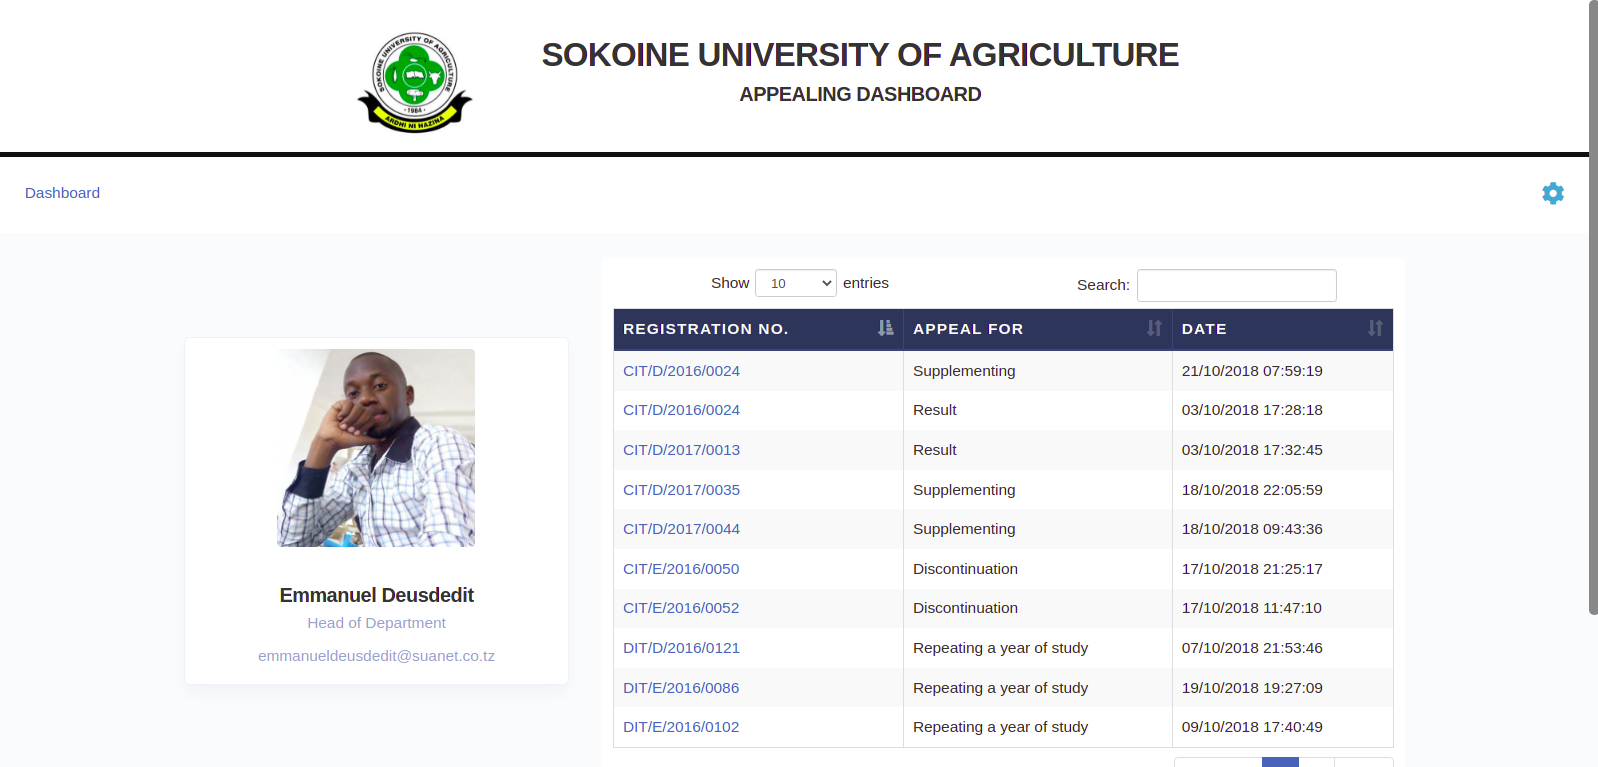 SOKOINE UNIVERSITY OF AGRICULTURE
· 1984 ·
ARDHI NI HAZINA
SOKOINE UNIVERSITY OF AGRICULTURE
APPEALING DASHBOARD
Dashboard
Show 10 entries Search:
REGISTRATION NO. APPEAL FOR DATE
CIT/D/2016/0024 Supplementing 21/10/2018 07:59:19
CIT/D/2016/0024 Result 03/10/2018 17:28:18
CIT/D/2017/0013 Result 03/10/2018 17:32:45
CIT/D/2017/0035 Supplementing 18/10/2018 22:05:59
CIT/D/2017/0044 Supplementing 18/10/2018 09:43:36
CIT/E/2016/0050 Discontinuation 17/10/2018 21:25:17
CIT/E/2016/0052 Discontinuation 17/10/2018 11:47:10
DIT/D/2016/0121 Repeating a year of study 07/10/2018 21:53:46
DIT/E/2016/0086 Repeating a year of study 19/10/2018 19:27:09
DIT/E/2016/0102 Repeating a year of study 09/10/2018 17:40:49
Emmanuel Deusdedit
Head of Department
emmanueldeusdedit@suanet.co.tz